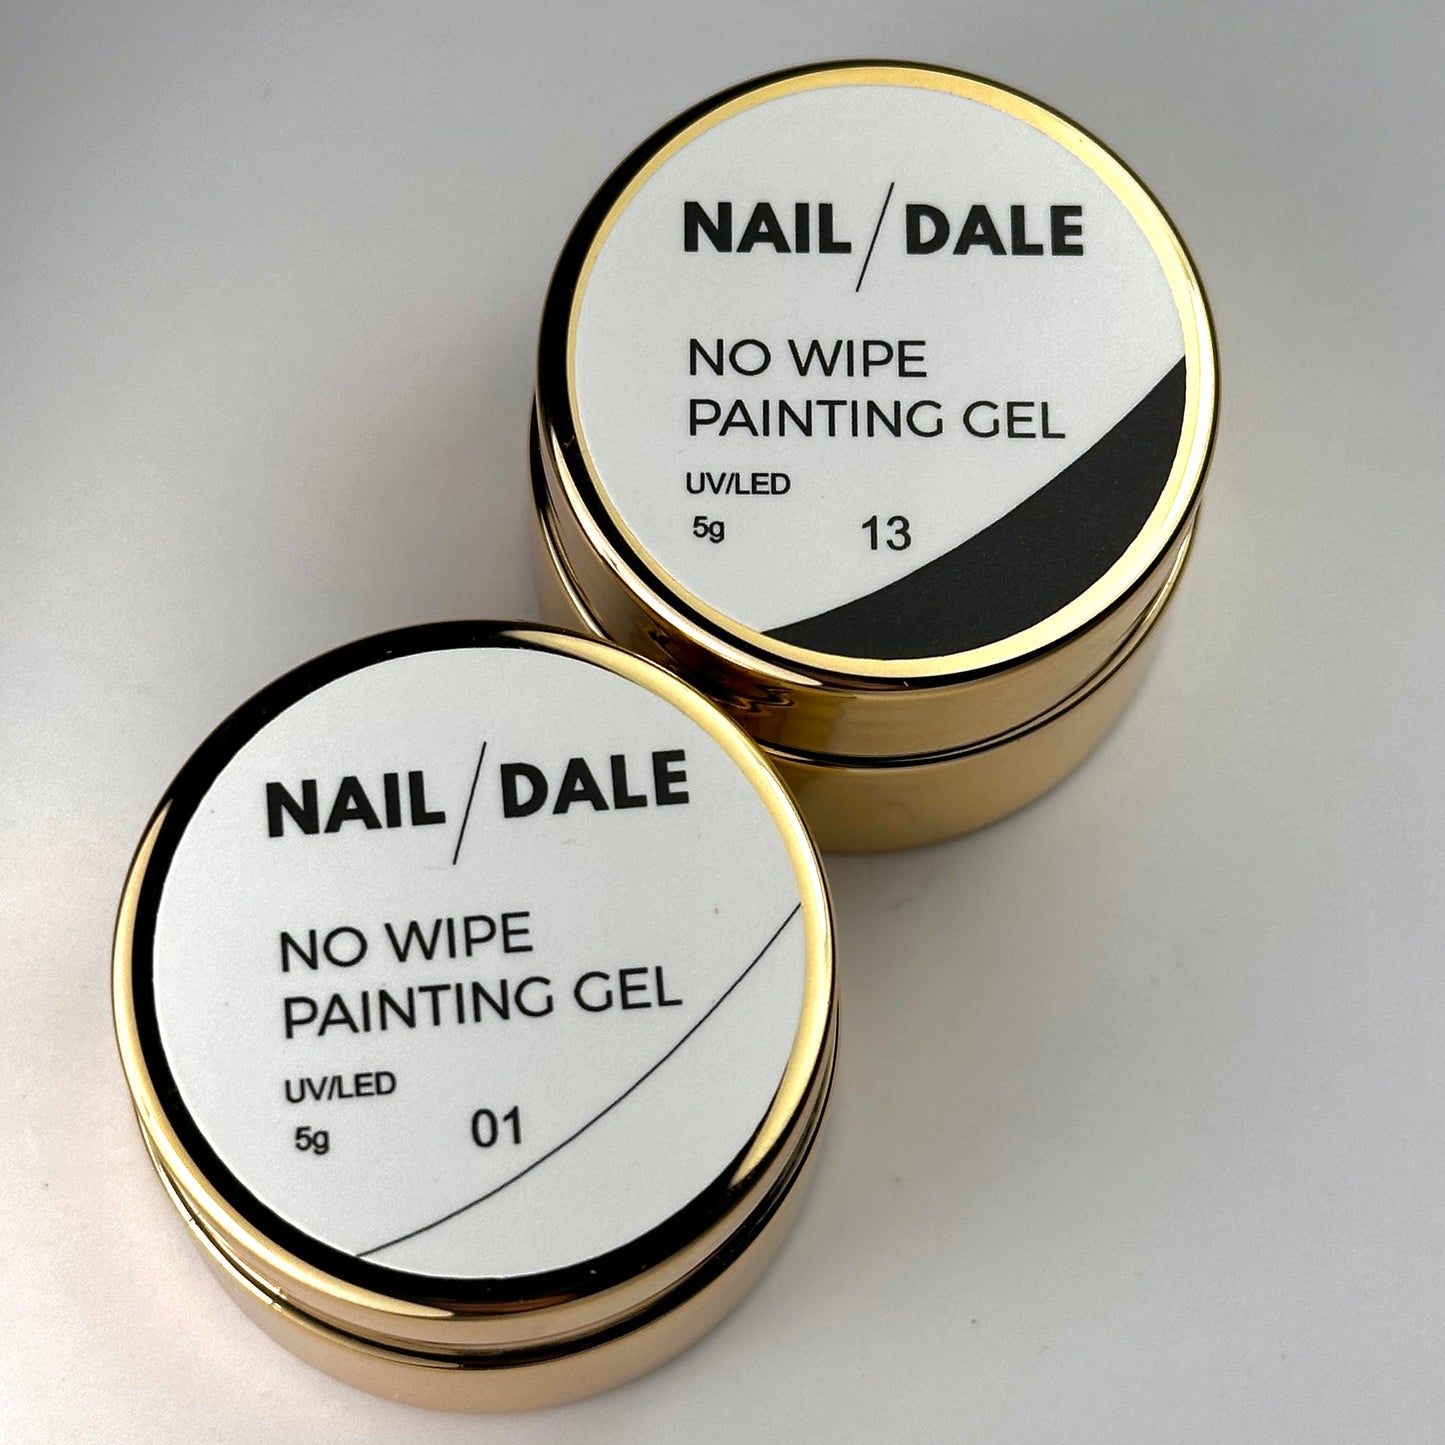 NAIL/DALE
NO WIPE
PAINTING GEL
UV/LED
5g 13
NAIL/DALE
NO WIPE
PAINTING GEL
UV/LED
5g 01